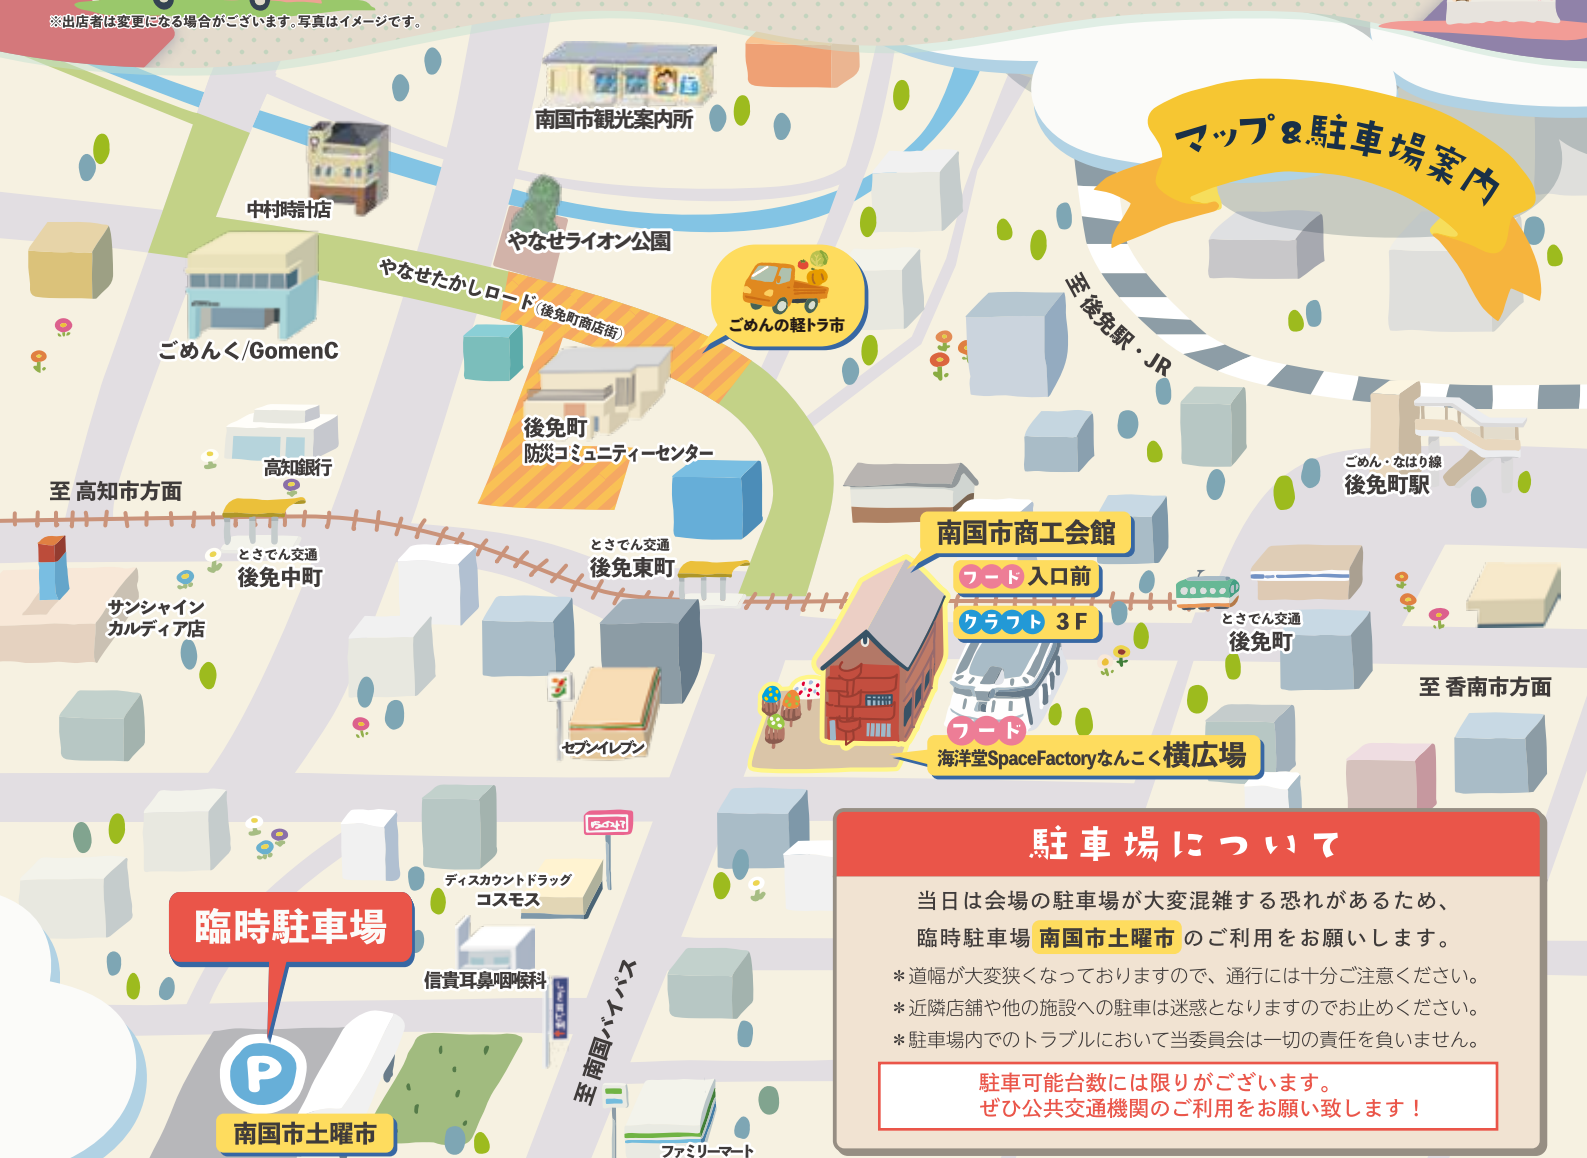 ※出店者は変更になる場合がございます。写真はイメージです。
マップ&駐車場案内
南国市観光案内所
中村時計店
やなせライオン公園
やなせたかしロード(後免町商店街)
ごめんの軽トラ市
ごめんく/GomenC
至 後免駅・JR
後免町
防災コミュニティーセンター
高知銀行
至 高知市方面
ごめん・なはり線
後免町駅
とさでん交通
後免中町
とさでん交通
後免東町
南国市商工会館
フード 入口前
クラフト 3F
とさでん交通
後免町
サンシャイン
カルディア店
至 香南市方面
セブンイレブン
フード
海洋堂SpaceFactoryなんこく横広場
ディスカウントドラッグ
コスモス
臨時駐車場
信貴耳鼻咽喉科
至 南国バイパス
P
南国市土曜市
ファミリーマート
駐車場について
当日は会場の駐車場が大変混雑する恐れがあるため、
臨時駐車場 南国市土曜市 のご利用をお願いします。
*道幅が大変狭くなっておりますので、通行には十分ご注意ください。
*近隣店舗や他の施設への駐車は迷惑となりますのでお止めください。
*駐車場内でのトラブルにおいて当委員会は一切の責任を負いません。
駐車可能台数には限りがございます。
ぜひ公共交通機関のご利用をお願い致します！